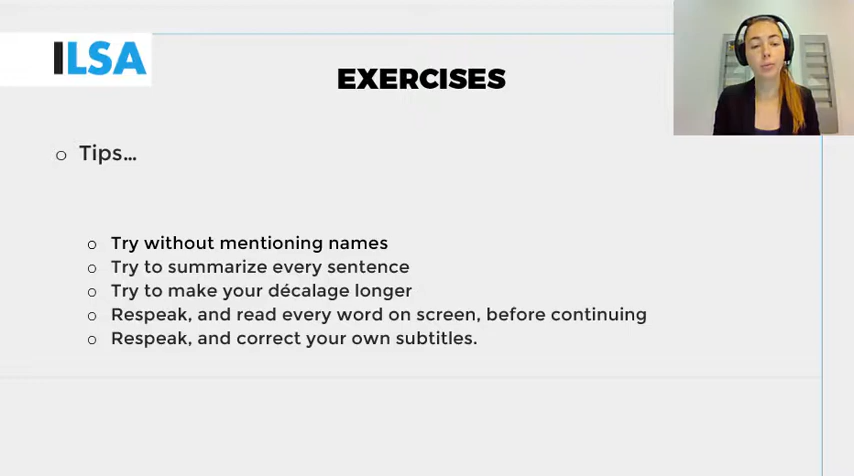 ILSA
EXERCISES
Tips...
Try without mentioning names
Try to summarize every sentence
Try to make your décalage longer
Respeak, and read every word on screen, before continuing
Respeak, and correct your own subtitles.